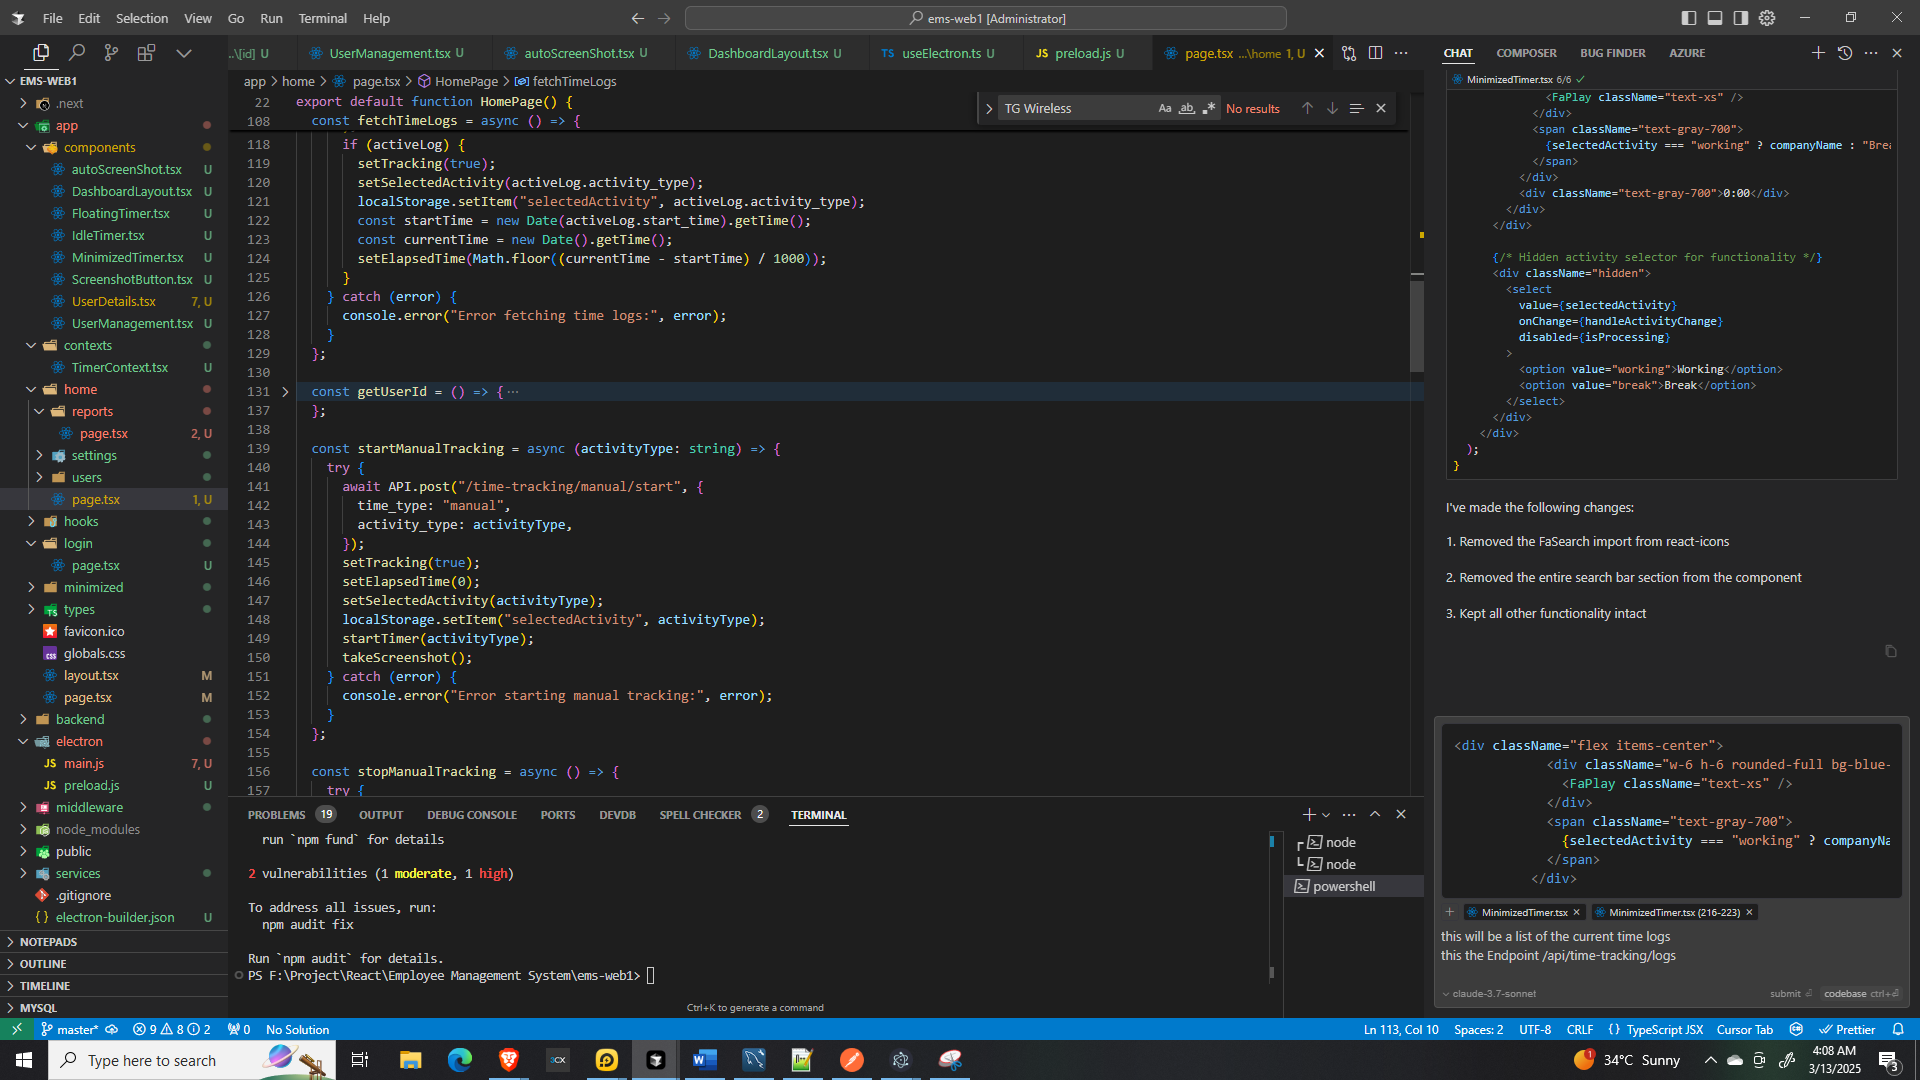 File Edit Selection View Go Run Terminal Help
ems-web1 [Administrator]
..\[id] U
UserManagement.tsx U
autoScreenShot.tsx U
DashboardLayout.tsx U
TS useElectron.ts U
JS preload.js U
page.tsx ...\home 1, U
EMS-WEB1
.next
app
components
autoScreenShot.tsx U
DashboardLayout.tsx U
FloatingTimer.tsx U
IdleTimer.tsx U
MinimizedTimer.tsx U
ScreenshotButton.tsx U
UserDetails.tsx 7, U
UserManagement.tsx U
contexts
TimerContext.tsx U
home
reports
page.tsx 2, U
settings
users
page.tsx 1, U
hooks
login
page.tsx U
minimized
types
favicon.ico
globals.css
layout.tsx M
page.tsx M
backend
electron
JS main.js 7, U
JS preload.js U
middleware
node_modules
public
services
.gitignore
{} electron-builder.json U
NOTEPADS
OUTLINE
TIMELINE
MYSQL
app > home > page.tsx > HomePage > fetchTimeLogs
TG Wireless Aa ab .* No results
22 export default function HomePage() {
108 const fetchTimeLogs = async () => {
118 if (activeLog) {
119 setTracking(true);
120 setSelectedActivity(activeLog.activity_type);
121 localStorage.setItem("selectedActivity", activeLog.activity_type);
122 const startTime = new Date(activeLog.start_time).getTime();
123 const currentTime = new Date().getTime();
124 setElapsedTime(Math.floor((currentTime - startTime) / 1000));
125 }
126 } catch (error) {
127 console.error("Error fetching time logs:", error);
128 }
129 };
130
131 const getUserId = () => { ···
137 };
138
139 const startManualTracking = async (activityType: string) => {
140 try {
141 await API.post("/time-tracking/manual/start", {
142 time_type: "manual",
143 activity_type: activityType,
144 });
145 setTracking(true);
146 setElapsedTime(0);
147 setSelectedActivity(activityType);
148 localStorage.setItem("selectedActivity", activityType);
149 startTimer(activityType);
150 takeScreenshot();
151 } catch (error) {
152 console.error("Error starting manual tracking:", error);
153 }
154 };
155
156 const stopManualTracking = async () => {
157 try {
PROBLEMS 19 OUTPUT DEBUG CONSOLE PORTS DEVDB SPELL CHECKER 2 TERMINAL
run `npm fund` for details
2 vulnerabilities (1 moderate, 1 high)
To address all issues, run:
npm audit fix
Run `npm audit` for details.
PS F:\Project\React\Employee Management System\ems-web1>
Ctrl+K to generate a command
node
node
powershell
CHAT COMPOSER BUG FINDER AZURE
MinimizedTimer.tsx 6/6
<FaPlay className="text-xs" />
</div>
<span className="text-gray-700">
{selectedActivity === "working" ? companyName : "Brea
</span>
</div>
<div className="text-gray-700">0:00</div>
</div>
</div>
{/* Hidden activity selector for functionality */}
<div className="hidden">
<select
value={selectedActivity}
onChange={handleActivityChange}
disabled={isProcessing}
>
<option value="working">Working</option>
<option value="break">Break</option>
</select>
</div>
</div>
);
}
I've made the following changes:
1. Removed the FaSearch import from react-icons
2. Removed the entire search bar section from the component
3. Kept all other functionality intact
<div className="flex items-center">
<div className="w-6 h-6 rounded-full bg-blue-
<FaPlay className="text-xs" />
</div>
<span className="text-gray-700">
{selectedActivity === "working" ? companyNa
</span>
</div>
MinimizedTimer.tsx
MinimizedTimer.tsx (216-223)
this will be a list of the current time logs
this the Endpoint /api/time-tracking/logs
claude-3.7-sonnet submit codebase ctrl+
master* 9 8 2 0 No Solution
Ln 113, Col 10 Spaces: 2 UTF-8 CRLF {} TypeScript JSX Cursor Tab Prettier
Type here to search
34°C Sunny
4:08 AM
3/13/2025
3